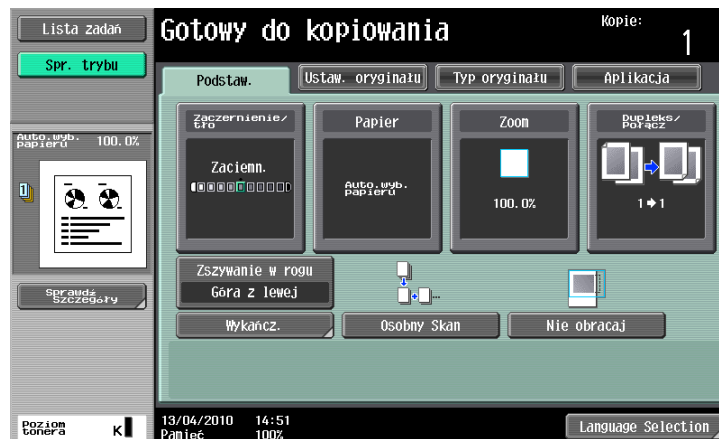 Lista zadań
Gotowy do kopiowania
Kopie:
1
Spr. trybu
Podstaw.
Ustaw. oryginału
Typ oryginału
Aplikacja
Auto.wyb.
papieru
100.0%
1
Sprawdź
Szczegóły
Zaczernienie/
tło
Zaciemn.
Papier
Auto.wyb.
papieru
Zoom
100.0%
Dupleks/
Połącz
1→1
Zszywanie w rogu
Góra z lewej
Wykańcz.
Osobny Skan
Nie obracaj
Poziom
tonera
K
13/04/2010 14:51
Pamięć 100%
Language Selection